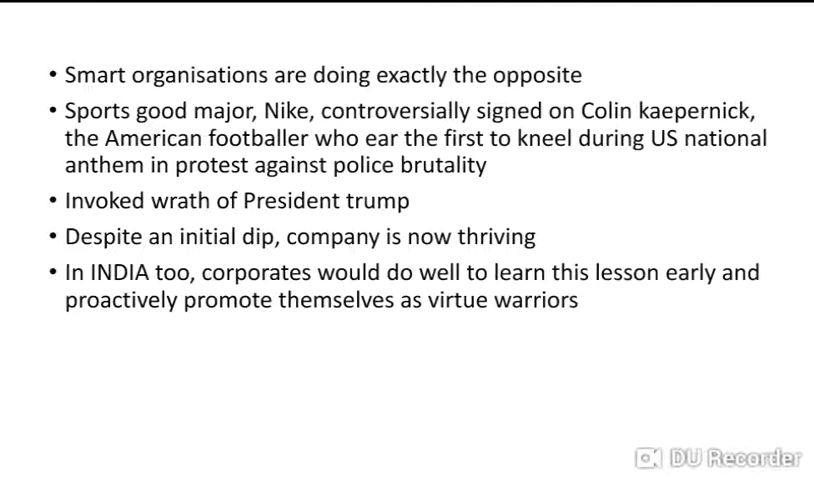 • Smart organisations are doing exactly the opposite
• Sports good major, Nike, controversially signed on Colin kaepernick,
the American footballer who ear the first to kneel during US national
anthem in protest against police brutality
• Invoked wrath of President trump
• Despite an initial dip, company is now thriving
• In INDIA too, corporates would do well to learn this lesson early and
proactively promote themselves as virtue warriors
DU Recorder